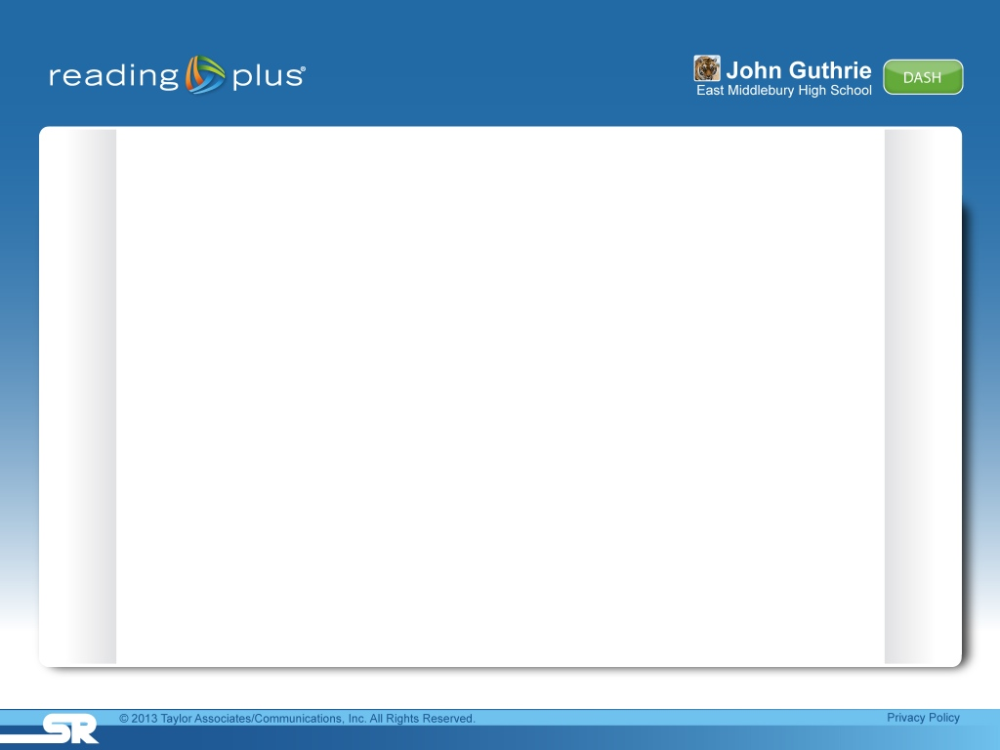 reading plus®
John Guthrie
East Middlebury High School
DASH
SR
© 2013 Taylor Associates/Communications, Inc. All Rights Reserved.
Privacy Policy